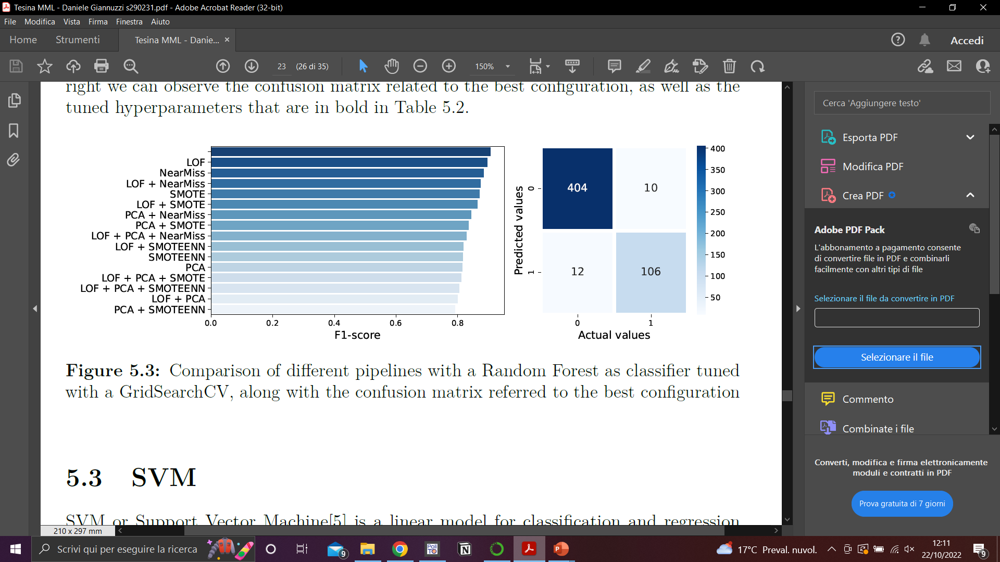 Tesina MML - Daniele Giannuzzi s290231.pdf - Adobe Acrobat Reader (32-bit)
File Modifica Vista Firma Finestra Aiuto
Home Strumenti Tesina MML - Danie... × Accedi
23 (26 di 35) 150%
right we can observe the confusion matrix related to the best configuration, as well as the
tuned hyperparameters that are in bold in Table 5.2.
LOF
NearMiss
LOF + NearMiss
SMOTE
LOF + SMOTE
PCA + NearMiss
PCA + SMOTE
LOF + PCA + NearMiss
LOF + SMOTEENN
SMOTEENN
PCA
LOF + PCA + SMOTE
LOF + PCA + SMOTEENN
LOF + PCA
PCA + SMOTEENN
0.0 0.2 0.4 0.6 0.8
F1-score
Predicted values
0
1
404 10
12 106
0 1
Actual values
400
350
300
250
200
150
100
50
Figure 5.3: Comparison of different pipelines with a Random Forest as classifier tuned
with a GridSearchCV, along with the confusion matrix referred to the best configuration
5.3 SVM
SVM or Support Vector Machine[5] is a linear model for classification and regression
210 x 297 mm
Cerca 'Aggiungere testo'
Esporta PDF
Modifica PDF
Crea PDF
Adobe PDF Pack
L'abbonamento a pagamento consente
di convertire file in PDF e combinarli
facilmente con altri tipi di file
Selezionare il file da convertire in PDF
Selezionare il file
Commento
Combinate i file
Converti, modifica e firma elettronicamente
moduli e contratti in PDF
Prova gratuita di 7 giorni
Scrivi qui per eseguire la ricerca
9
Poli
TO
N
P
17°C Preval. nuvol.
12:11
22/10/2022
9